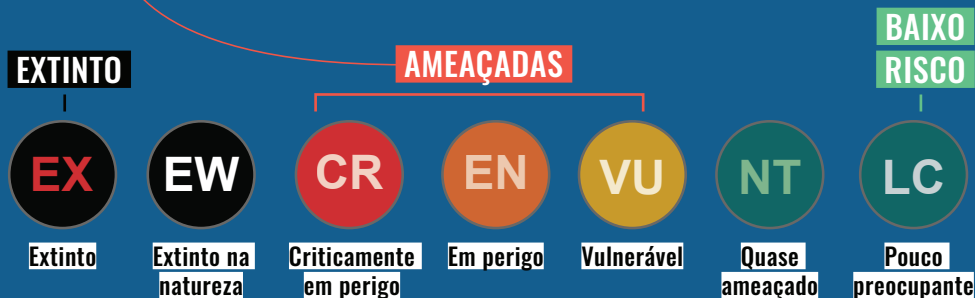 BAIXO
RISCO
EXTINTO
AMEAÇADAS
EX
EW
CR
EN
VU
NT
LC
Extinto
Extinto na
natureza
Criticamente
em perigo
Em perigo
Vulnerável
Quase
ameaçado
Pouco
preocupante